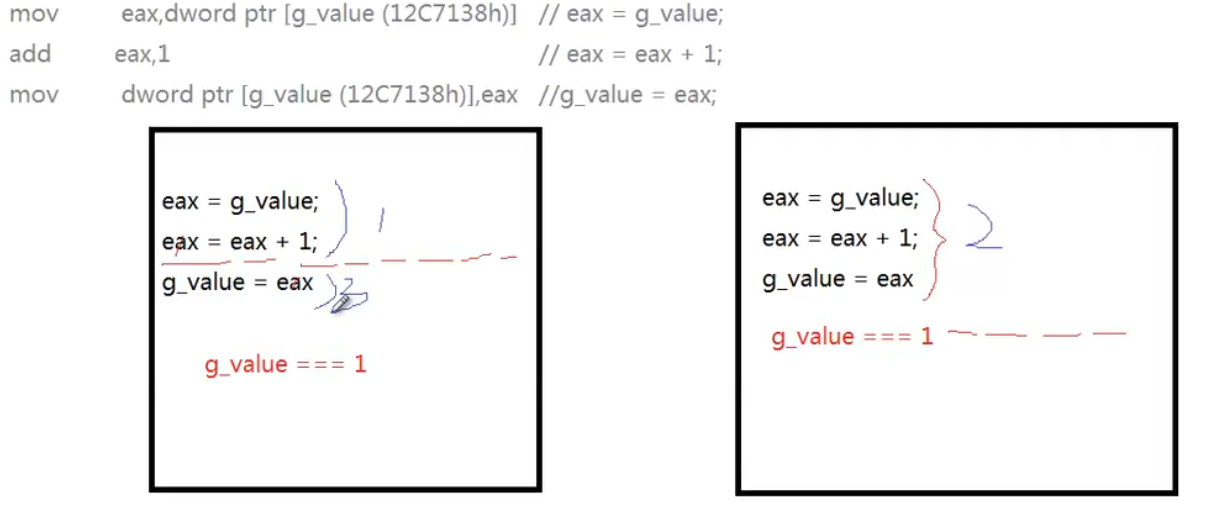 mov eax,dword ptr [g_value (12C7138h)] // eax = g_value;
add eax,1 // eax = eax + 1;
mov dword ptr [g_value (12C7138h)],eax //g_value = eax;
eax = g_value;
eax = eax + 1;
1
g_value = eax
2
g_value === 1
eax = g_value;
eax = eax + 1;
2
g_value = eax
g_value === 1